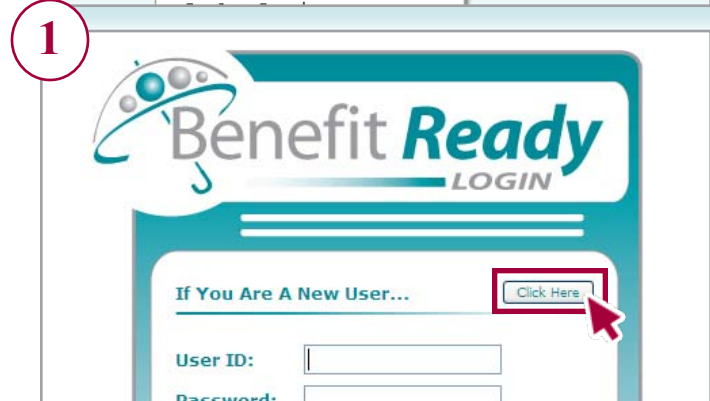 1
Benefit Ready
LOGIN
If You Are A New User...
Click Here
User ID:
Password: